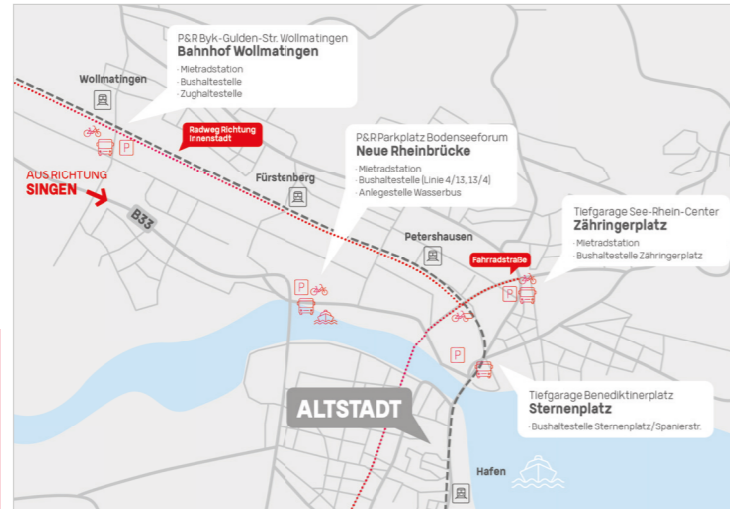 P&R Byk-Gulden-Str. Wollmatingen
Bahnhof Wollmatingen
· Mietradstation
· Bushaltestelle
· Zughaltestelle
Wollmatingen
P
Radweg Richtung
Innenstadt
AUS RICHTUNG
SINGEN
B33
Fürstenberg
P&R Parkplatz Bodenseeforum
Neue Rheinbrücke
· Mietradstation
· Bushaltestelle (Linie 4/13,13/4)
· Anlegestelle Wasserbus
P
Petershausen
Fahrradstraße
Tiefgarage See-Rhein-Center
Zähringerplatz
· Mietradstation
· Bushaltestelle Zähringerplatz
P
P
Tiefgarage Benediktinerplatz
Sternenplatz
· Bushaltestelle Sternenplatz/Spanierstr.
ALTSTADT
Hafen